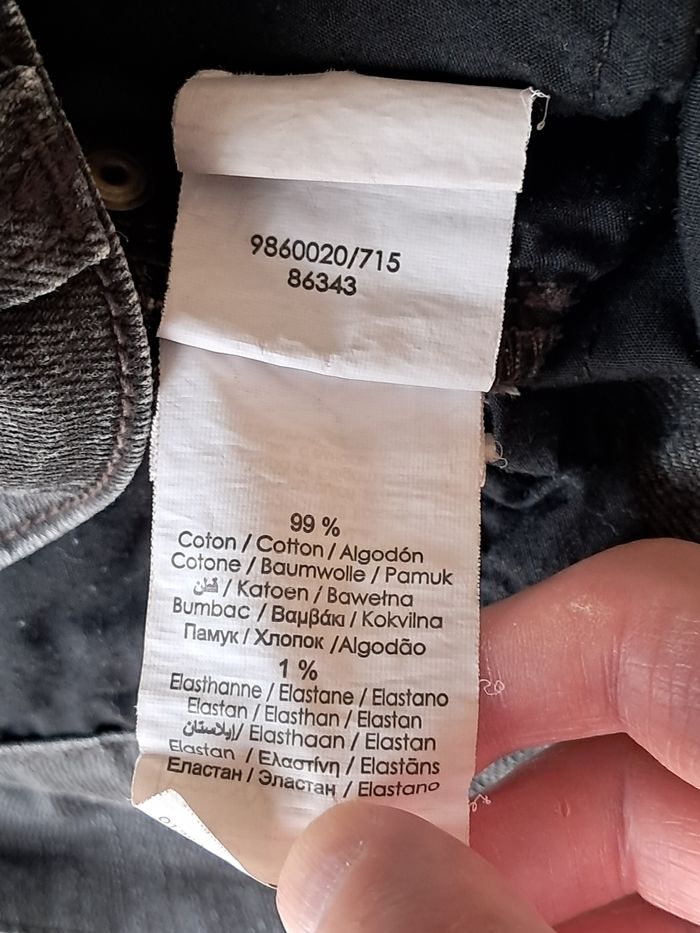 9860020/715
86343
99 %
Coton / Cotton / Algodón
Cotone / Baumwolle / Pamuk
قطن / Katoen / Bawełna
Bumbac / Βαμβάκι / Kokvilna
Памук / Хлопок /Algodão
1 %
Elasthanne / Elastane / Elastano
Elastan / Elasthan / Elastan
إيلاستان/ Elasthaan / Elastan
Elastan / Ελαστίνη / Elastāns
Еластан / Эластан / Elastano